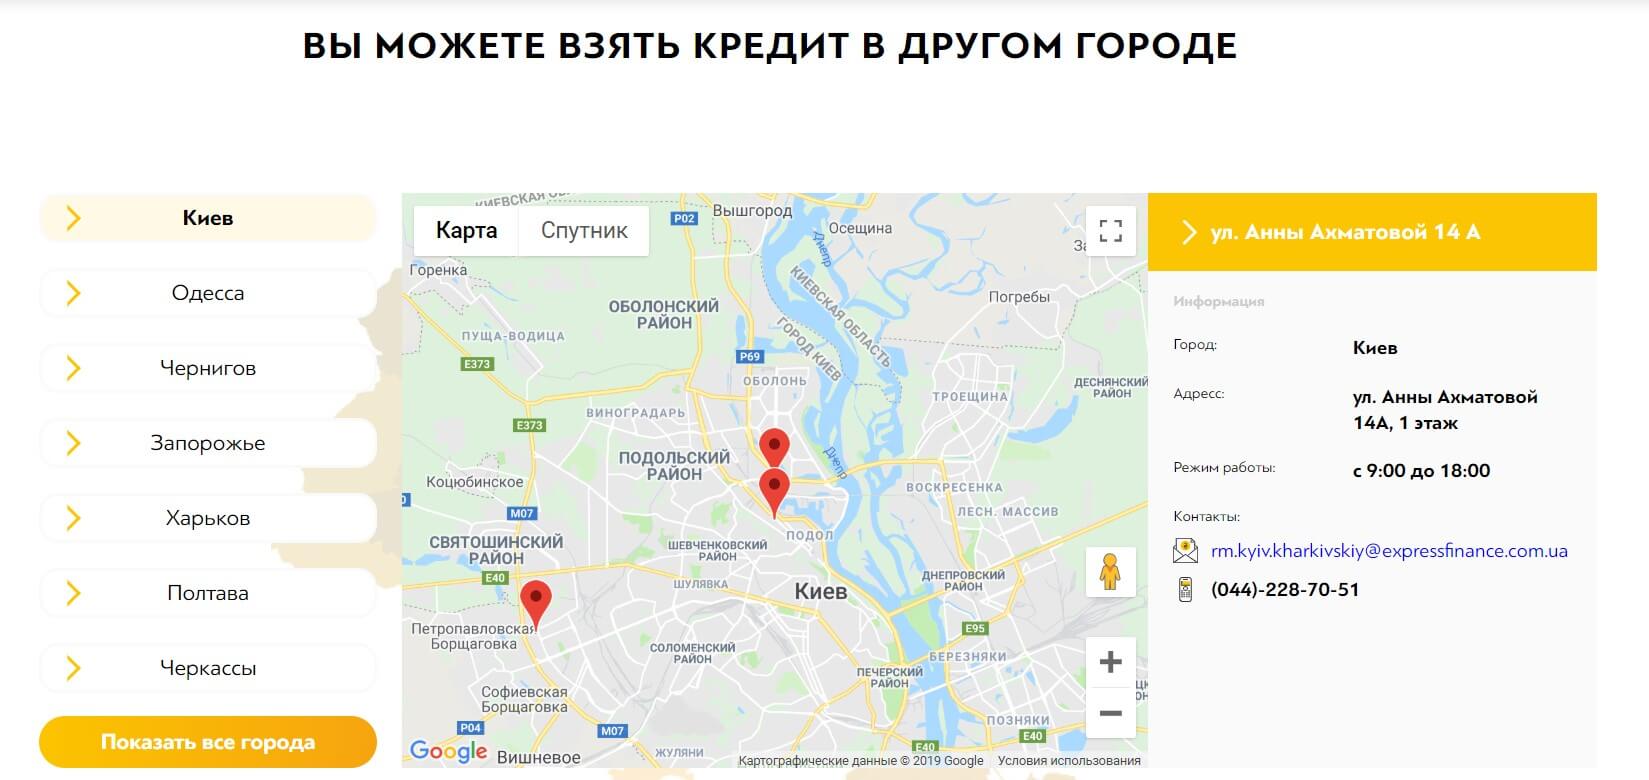 ВЫ МОЖЕТЕ ВЗЯТЬ КРЕДИТ В ДРУГОМ ГОРОДЕ
Киев
Одесса
Чернигов
Запорожье
Харьков
Полтава
Черкассы
Показать все города
Карта
Спутник
КИЕВСКАЯ
P02
Вышгород
Осещина
Днепр
Горенка
КИЕВСКАЯ ОБЛАСТЬ
ГОРОД КИЕВ
Погребы
ОБОЛОНСКИЙ
РАЙОН
ПУЩА-ВОДИЦА
E373
P69
ОБОЛОНЬ
ДЕСНЯНСКИЙ
РАЙОН
ТРОЕЩИНА
ВИНОГРАДАРЬ
E373
ПОДОЛЬСКИЙ
РАЙОН
Днепр
Коцюбинское
ВОСКРЕСЕНКА
M07
ЛЕСН. МАССИВ
ПОДОЛ
СВЯТОШИНСКИЙ
РАЙОН
ШЕВЧЕНКОВСКИЙ
РАЙОН
E40
ШУЛЯВКА
Киев
ДНЕПРОВСКИЙ
РАЙОН
Петропавловская
Борщаговка
E95
СОЛОМЕНСКИЙ
РАЙОН
БЕРЕЗНЯКИ
ПЕЧЕРСКИЙ
РАЙОН
Софиевская
Борщаговка
P04
M07
ПОЗНЯКИ
E40
E40
Google
Вишневое
ЖУЛЯНИ
Картографические данные © 2019 Google
Условия использования
ул. Анны Ахматовой 14 А
Информация
Город:
Киев
Адресс:
ул. Анны Ахматовой
14А, 1 этаж
Режим работы:
с 9:00 до 18:00
Контакты:
rm.kyiv.kharkivskiy@expressfinance.com.ua
(044)-228-70-51